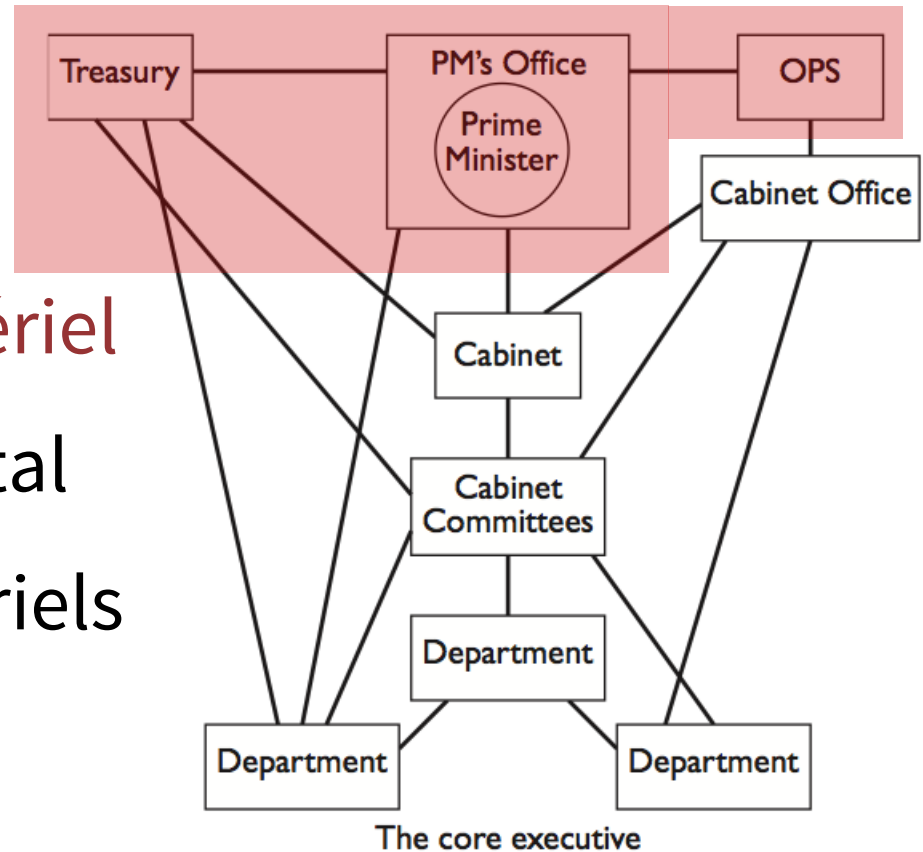 Treasury
PM's Office
OPS
Prime
Minister
Cabinet Office
ériel
Cabinet
tal
Cabinet
Committees
riels
Department
Department
Department
The core executive